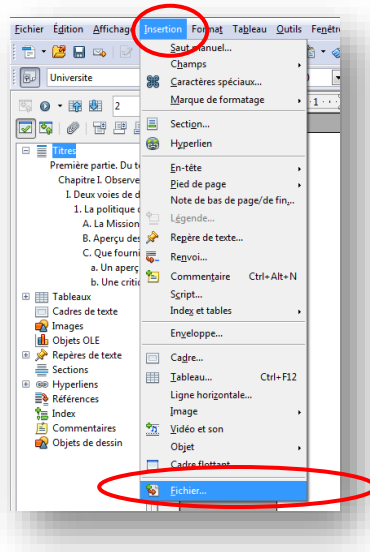 Fichier Édition Affichage Insertion Format Tableau Outils Fenêtre
Saut manuel...
Champs
Caractères spéciaux...
Marque de formatage
Section...
Hyperlien
En-tête
Pied de page
Note de bas de page/de fin...
Légende...
Repère de texte...
Renvoi...
Commentaire Ctrl+Alt+N
Script...
Index et tables
Enveloppe...
Cadre...
Tableau... Ctrl+F12
Ligne horizontale...
Image
Vidéo et son
Objet
Cadre flottant
Fichier...
Universite
2
1
Titres
Première partie. Du t
Chapitre I. Observe
I. Deux voies de d
1. La politique
A. La Mission
B. Aperçu des
C. Que fourni
a. Un aperç
b. Une critic
Tableaux
Cadres de texte
Images
Objets OLE
Repères de texte
Sections
Hyperliens
Références
Index
Commentaires
Objets de dessin